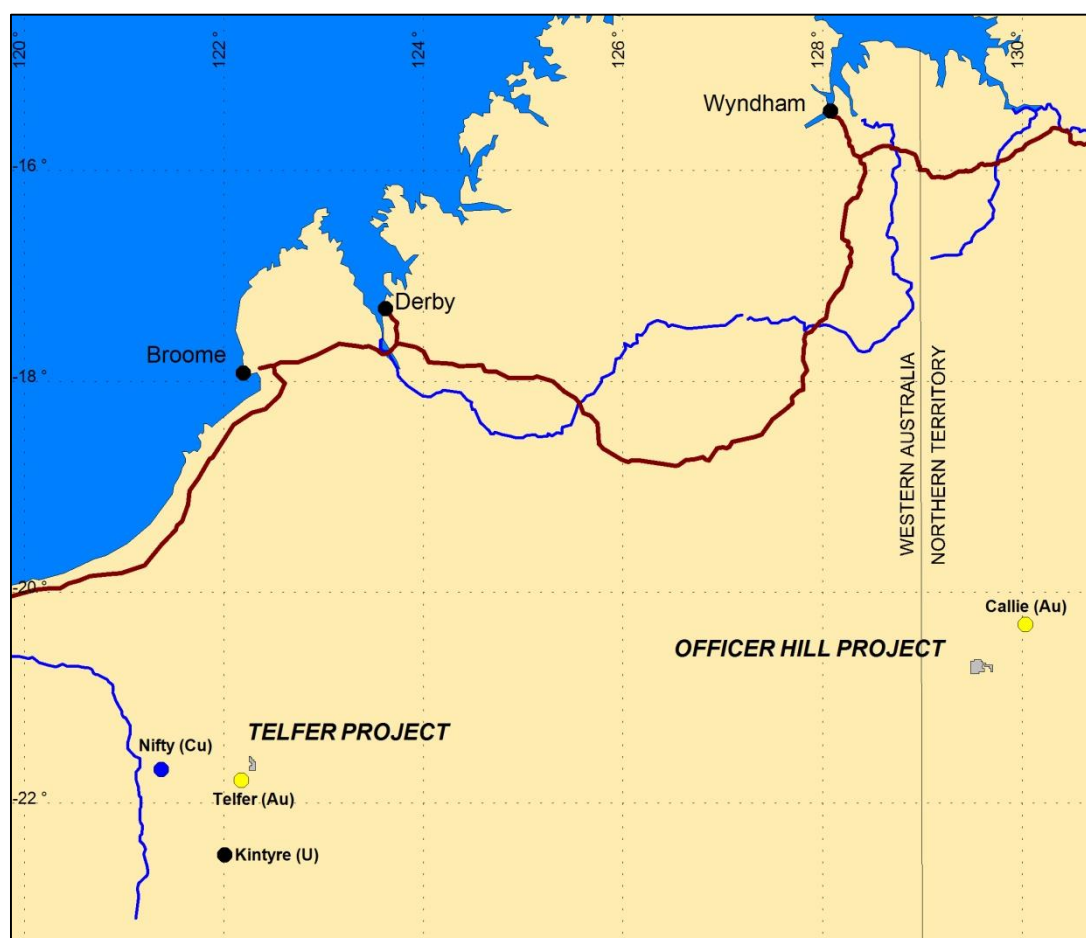 120 °
122 °
124 °
126 °
128 °
130 °
Wyndham
-16 °
Derby
Broome
-18 °
WESTERN AUSTRALIA
NORTHERN TERRITORY
-20 °
Callie (Au)
OFFICER HILL PROJECT
TELFER PROJECT
Nifty (Cu)
-22 °
Telfer (Au)
Kintyre (U)